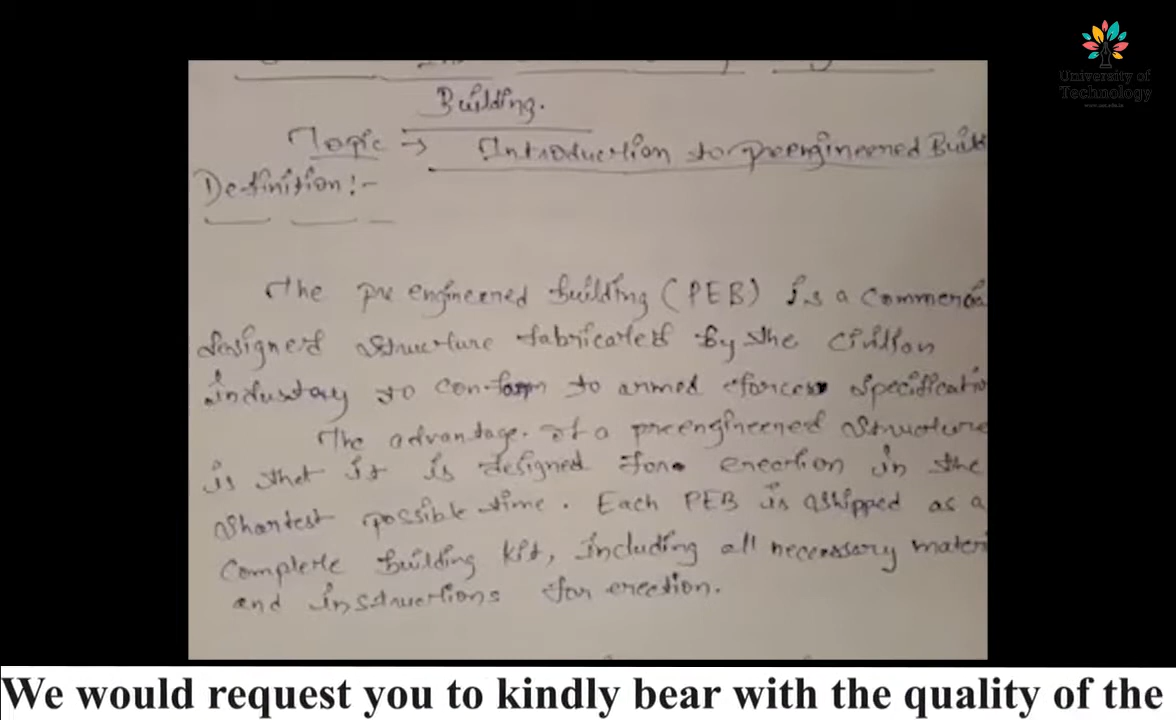 University of
Technology
Building.
Topic → Introduction to preengineered Buil
Definition:-
The pre engineered building (PEB) is a commerci
designed structure fabricated by the civilion
industry to conform to armed forces specificatio
The advantage of a preengineered structure
is that it is designed for erection in the
shortest possible time. Each PEB is shipped as a
complete building kit, including all necessary materi
and instructions for erection.
We would request you to kindly bear with the quality of the